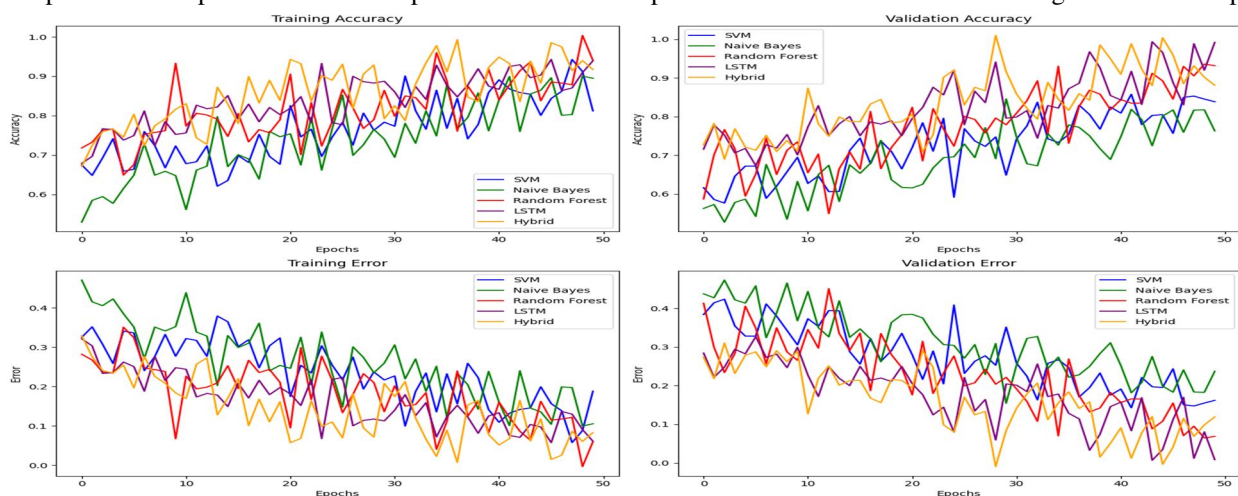 Training Accuracy
Validation Accuracy
Accuracy
1.0
0.9
0.8
0.7
0.6
0 10 20 30 40 50
Epochs
SVM
Naive Bayes
Random Forest
LSTM
Hybrid
Accuracy
1.0
0.9
0.8
0.7
0.6
0 10 20 30 40 50
Epochs
SVM
Naive Bayes
Random Forest
LSTM
Hybrid
Training Error
Validation Error
Error
0.4
0.3
0.2
0.1
0.0
0 10 20 30 40 50
Epochs
SVM
Naive Bayes
Random Forest
LSTM
Hybrid
Error
0.4
0.3
0.2
0.1
0.0
0 10 20 30 40 50
Epochs
SVM
Naive Bayes
Random Forest
LSTM
Hybrid